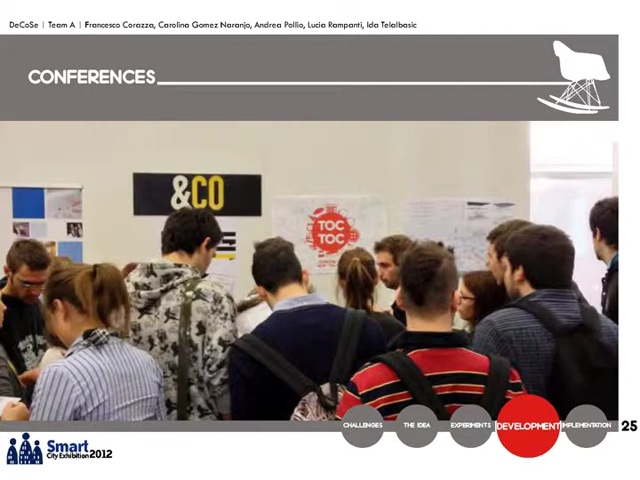 DeCoSe | Team A | Francesco Corazza, Carolina Gomez Naranjo, Andrea Pollio, Lucia Rampanti, Ida Telalbasic
CONFERENCES
&CO
TOC
TOC
CHALLENGES
THE IDEA
EXPERIMENTS
DEVELOPMENT
IMPLEMENTATION
25
Smart
City Exhibition 2012